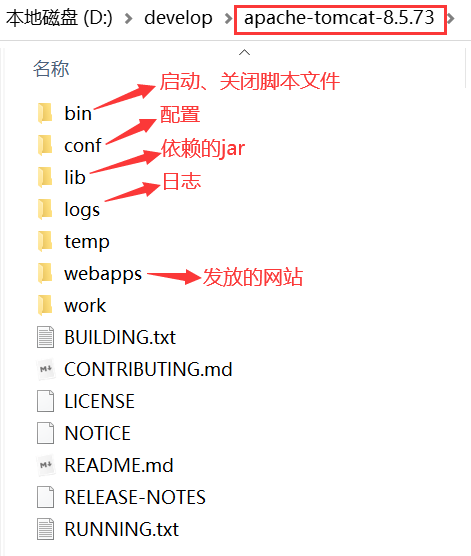 本地磁盘 (D:) › develop › apache-tomcat-8.5.73 ›
名称
启动、关闭脚本文件
bin
配置
conf
依赖的jar
lib
日志
logs
temp
webapps 发放的网站
work
BUILDING.txt
M↓ CONTRIBUTING.md
LICENSE
NOTICE
M↓ README.md
RELEASE-NOTES
RUNNING.txt